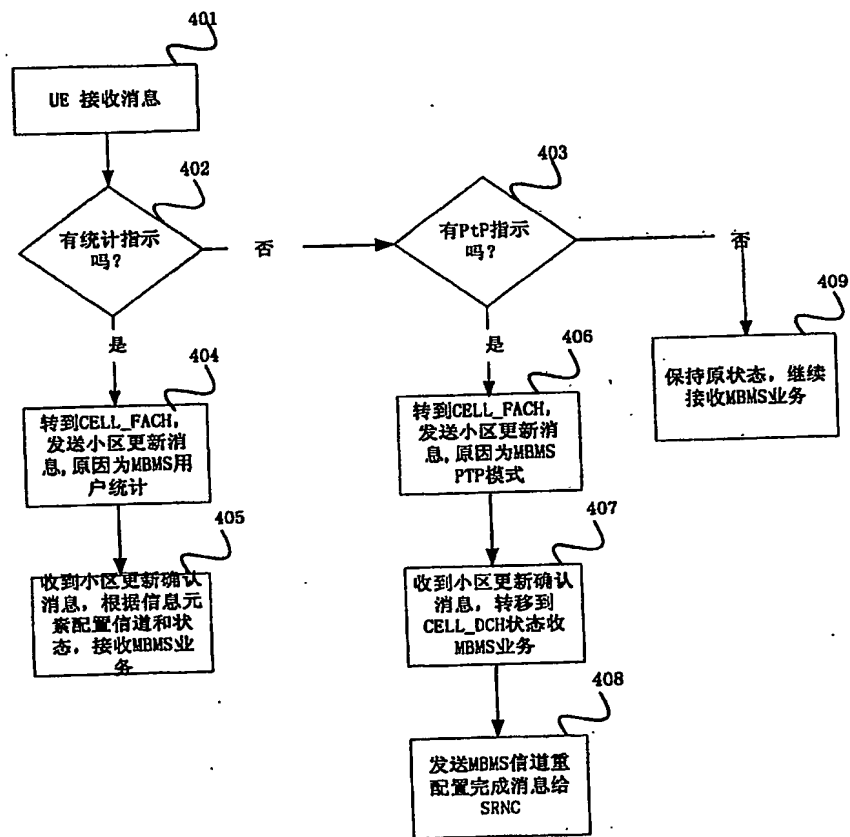 401
UE 接收消息
402
有统计指示
吗?
否
403
有PtP指示
吗?
否
409
保持原状态, 继续
接收MBMS业务
是
404
转到CELL_FACH,
发送小区更新消
息, 原因为MBMS用
户统计
是
406
转到CELL_FACH,
发送小区更新消
息, 原因为MBMS
PTP模式
405
收到小区更新确认
消息, 根据信息元
素配置信道和状
态, 接收MBMS业
务
407
收到小区更新确认
消息, 转移到
CELL_DCH状态收
MBMS业务
408
发送MBMS信道重
配置完成消息给
SRNC